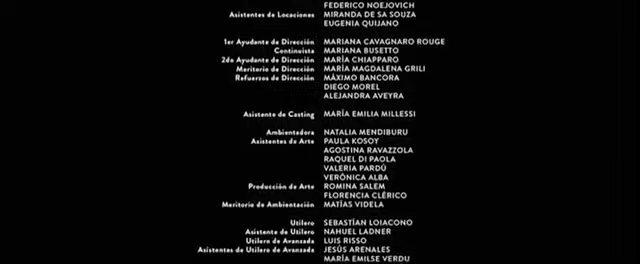 FEDERICO NOEJOVICH
Asistentes de Locaciones MIRANDA DE SA SOUZA
EUGENIA QUIJANO
1er Ayudante de Dirección MARIANA CAVAGNARO ROUGE
Continuista MARIANA BUSETTO
2do Ayudante de Dirección MARÍA CHIAPPARO
Meritorio de Dirección MARÍA MAGDALENA GRILI
Refuerzos de Dirección MÁXIMO BANCORA
DIEGO MOREL
ALEJANDRA AVEYRA
Asistente de Casting MARÍA EMILIA MILLESSI
Ambientadora NATALIA MENDIBURU
Asistentes de Arte PAULA KOSOY
AGOSTINA RAVAZZOLA
RAQUEL DI PAOLA
VALERIA PARDÚ
VERÓNICA ALBA
Producción de Arte ROMINA SALEM
FLORENCIA CLÉRICO
Meritorio de Ambientación MATÍAS VIDELA
Utilero SEBASTÍAN LOIACONO
Asistente de Utilero NAHUEL LADNER
Utilero de Avanzada LUIS RISSO
Asistentas de Utilero de Avanzada JESÚS ARENALES
MARÍA EMILSE VERDU